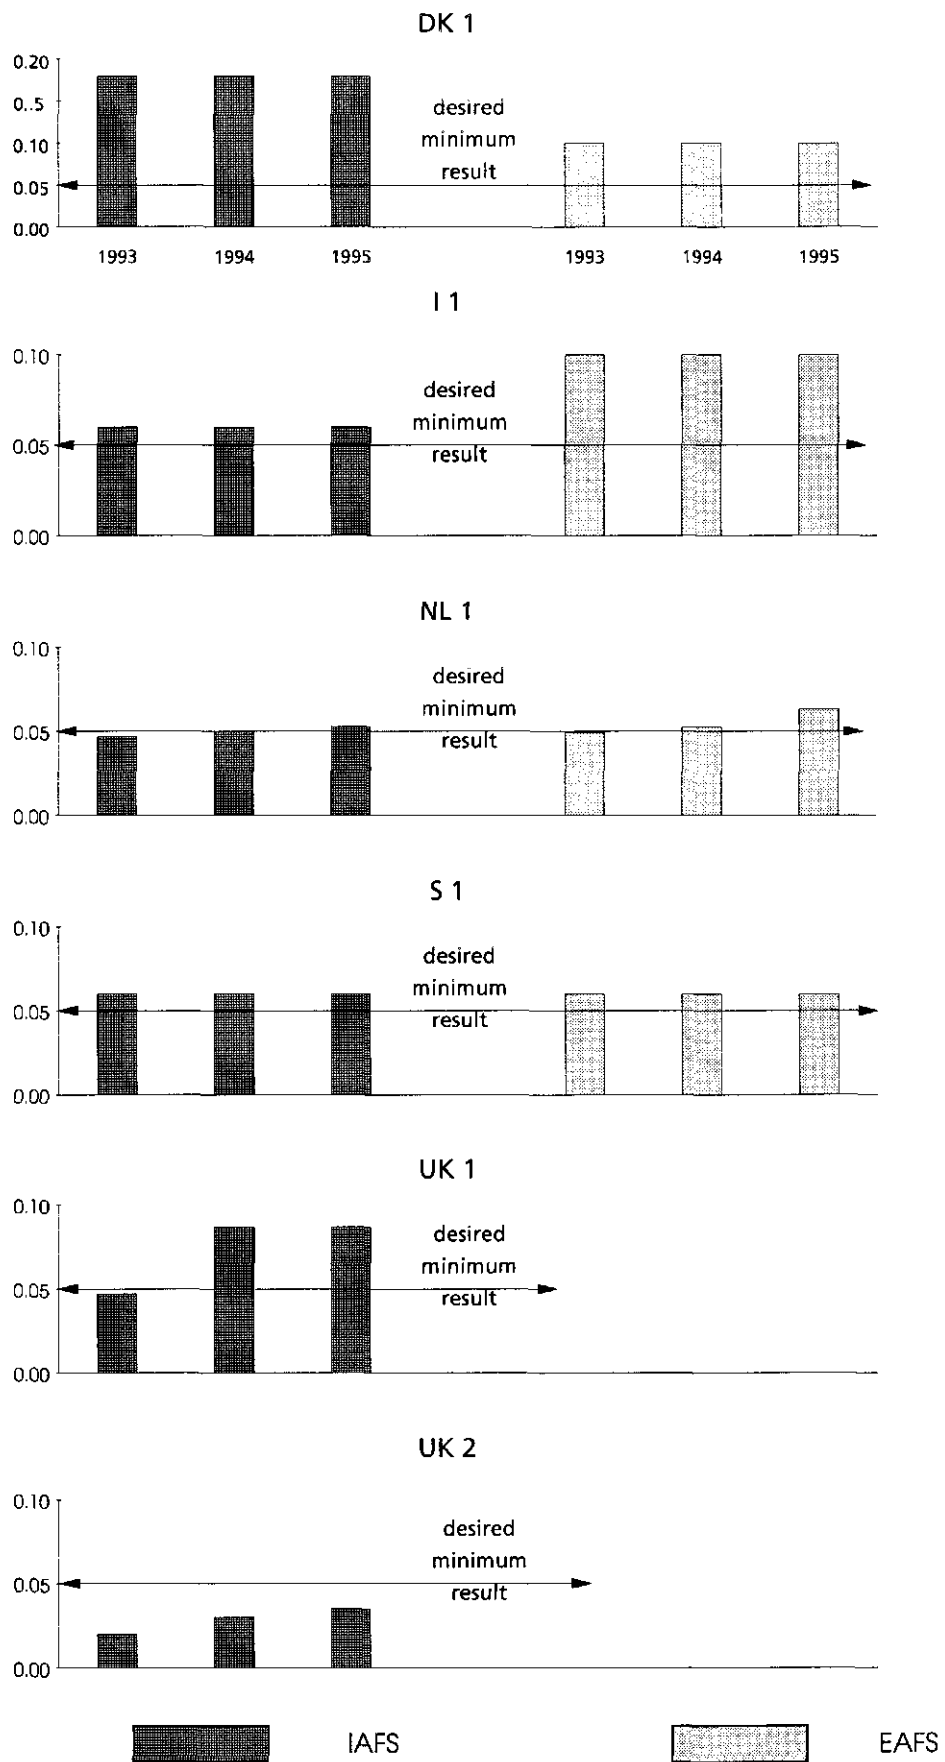 DK 1
0.20
0..5
0.10
0.05
0.00
desired
minimum
result
1993 1994 1995 1993 1994 1995
I 1
0.10
0.05
0.00
desired
minimum
result
NL 1
0.10
0.05
0.00
desired
minimum
result
S 1
0.10
0.05
0.00
desired
minimum
result
UK 1
0.10
0.05
0.00
desired
minimum
result
UK 2
0.10
0.05
0.00
desired
minimum
result
IAFS EAFS